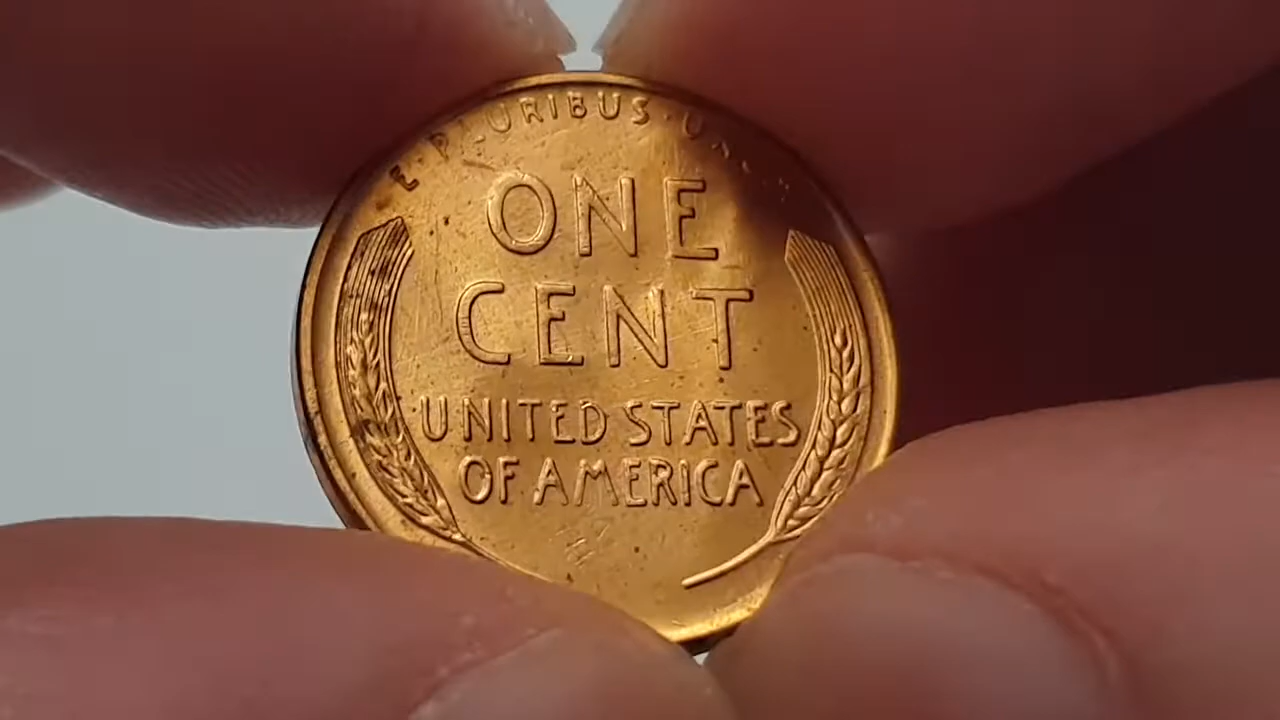 E·PLURIBUS·U
ONE
CENT
UNITED STATES
OF AMERICA